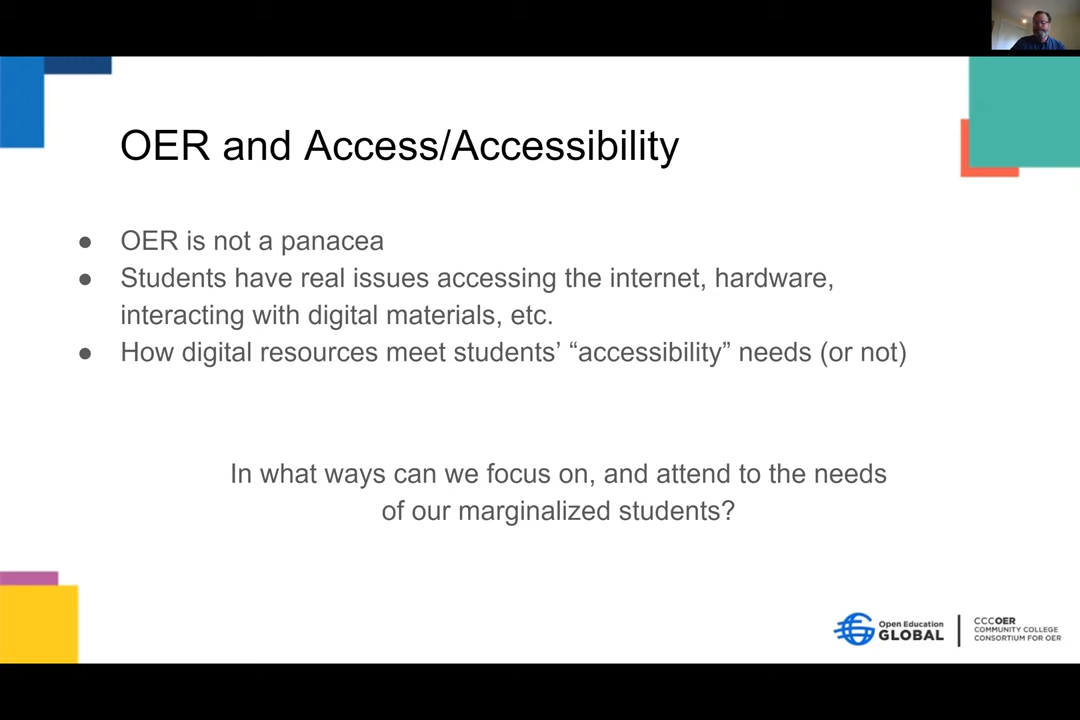 OER and Access/Accessibility
● OER is not a panacea
● Students have real issues accessing the internet, hardware,
interacting with digital materials, etc.
● How digital resources meet students’ “accessibility” needs (or not)
In what ways can we focus on, and attend to the needs
of our marginalized students?
Open Education
GLOBAL
CCCOER
COMMUNITY COLLEGE
CONSORTIUM FOR OER